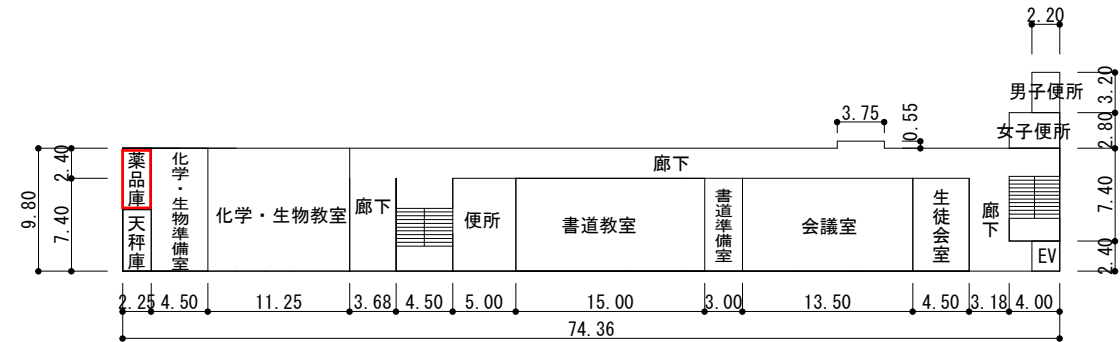 2.20
男子便所
3.20
3.75
0.55
女子便所
2.80
2.40
薬品庫
化学・生物準備室
廊下
9.80
7.40
天秤庫
化学・生物教室
廊下
便所
書道教室
書道準備室
会議室
生徒会室
廊下
7.40
EV
2.40
2.25
4.50
11.25
3.68
4.50
5.00
15.00
3.00
13.50
4.50
3.18
4.00
74.36